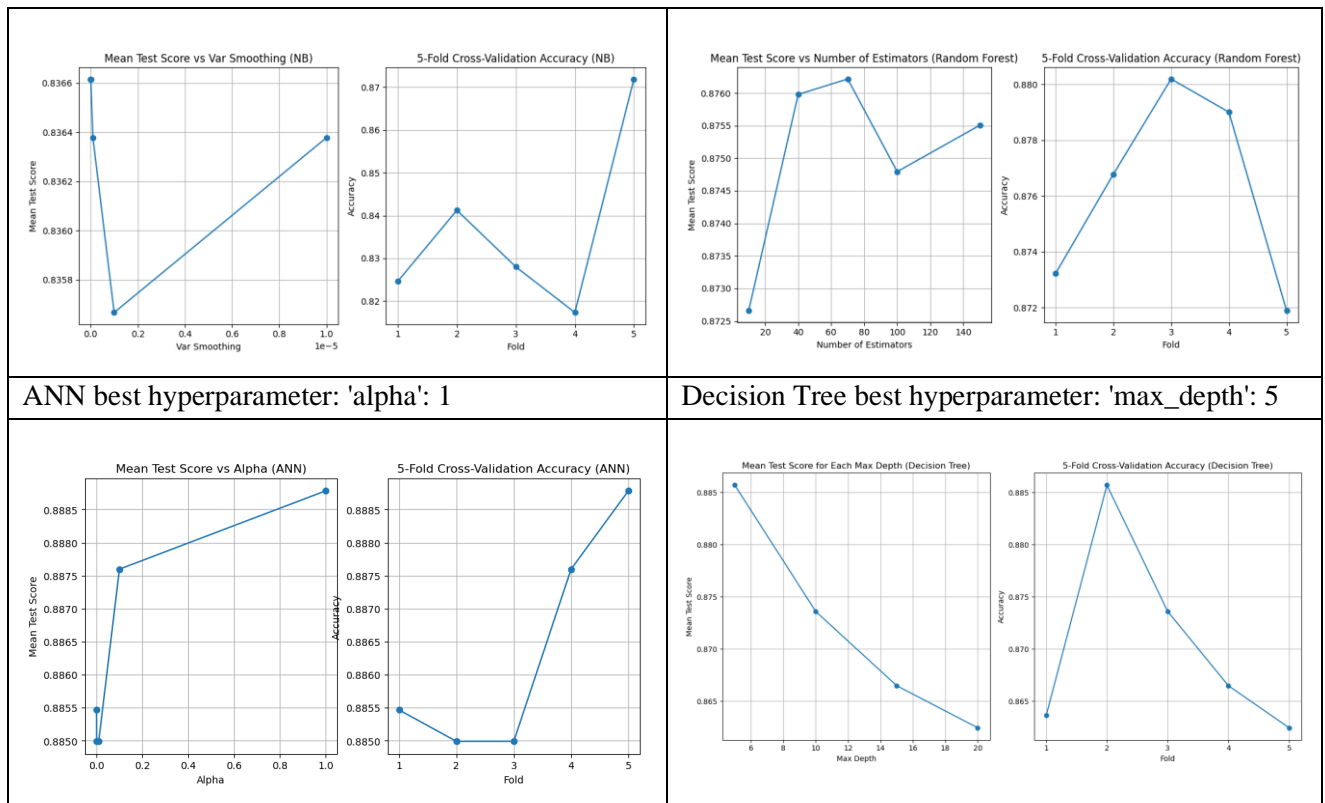 Mean Test Score vs Var Smoothing (NB)
0.8366
0.8364
0.8362
0.8360
0.8358
Mean Test Score
0.0 0.2 0.4 0.6 0.8 1.0
1e−5
Var Smoothing
5-Fold Cross-Validation Accuracy (NB)
0.87
0.86
0.85
0.84
0.83
0.82
Accuracy
1 2 3 4 5
Fold
Mean Test Score vs Number of Estimators (Random Forest)
0.8760
0.8755
0.8750
0.8745
0.8740
0.8735
0.8730
0.8725
Mean Test Score
20 40 60 80 100 120 140
Number of Estimators
5-Fold Cross-Validation Accuracy (Random Forest)
0.880
0.878
0.876
0.874
0.872
Accuracy
1 2 3 4 5
Fold
ANN best hyperparameter: 'alpha': 1
Decision Tree best hyperparameter: 'max_depth': 5
Mean Test Score vs Alpha (ANN)
0.8885
0.8880
0.8875
0.8870
0.8865
0.8860
0.8855
0.8850
Mean Test Score
0.0 0.2 0.4 0.6 0.8 1.0
Alpha
5-Fold Cross-Validation Accuracy (ANN)
0.8885
0.8880
0.8875
0.8870
0.8865
0.8860
0.8855
0.8850
Accuracy
1 2 3 4 5
Fold
Mean Test Score for Each Max Depth (Decision Tree)
0.885
0.880
0.875
0.870
0.865
Mean Test Score
6 8 10 12 14 16 18 20
Max Depth
5-Fold Cross-Validation Accuracy (Decision Tree)
0.885
0.880
0.875
0.870
0.865
Accuracy
1 2 3 4 5
Fold